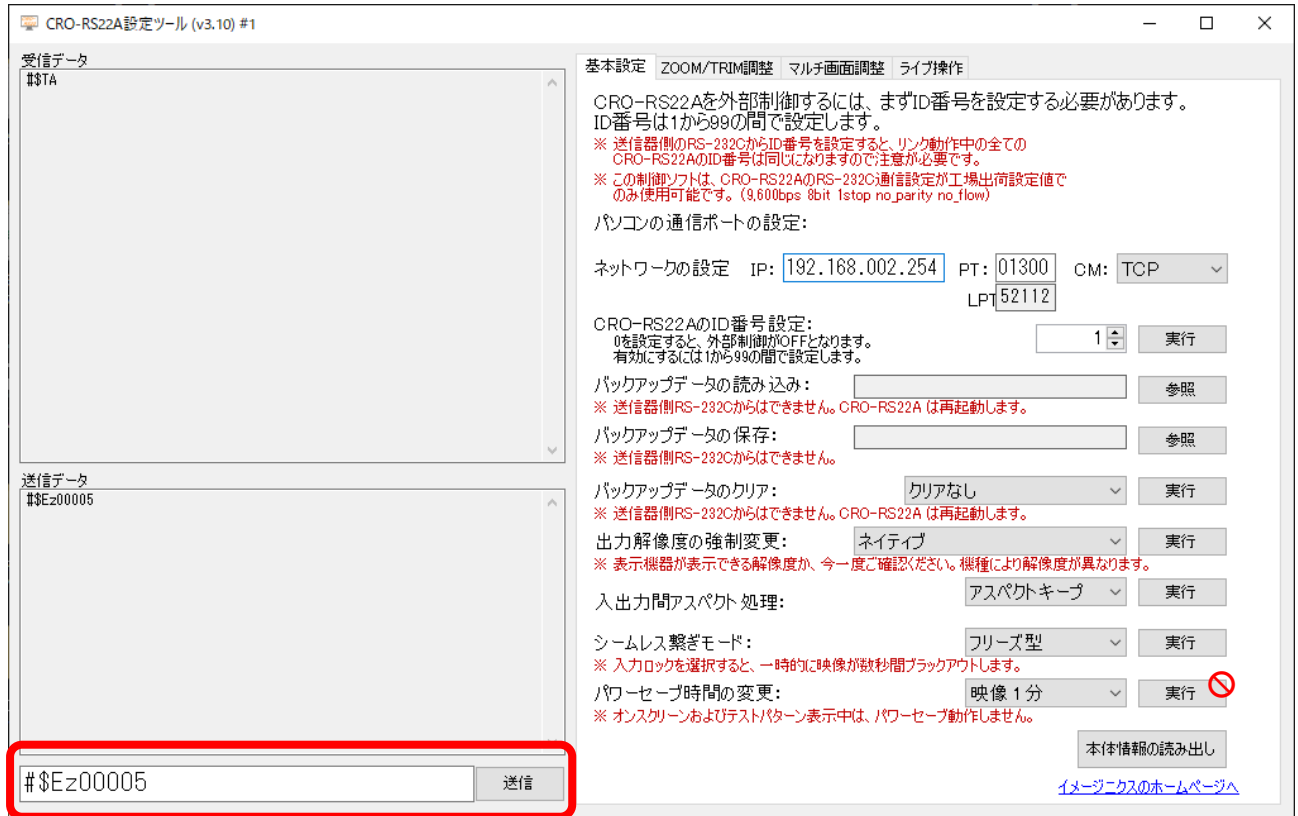 CRO-RS22A設定ツール (v3.10) #1
受信データ
#$TA
送信データ
#$Ez00005
#$Ez00005
送信
基本設定 ZOOM/TRIM調整 マルチ画面調整 ライブ操作
CRO-RS22Aを外部制御するには、まずID番号を設定する必要があります。
ID番号は1から99の間で設定します。
※ 送信器側のRS-232CからID番号を設定すると、リンク動作中の全ての
CRO-RS22AのID番号は同じになりますので注意が必要です。
※ この制御ソフトは、CRO-RS22AのRS-232C通信設定が工場出荷設定値で
のみ使用可能です。(9,600bps 8bit 1stop no_parity no_flow)
パソコンの通信ポートの設定:
ネットワークの設定 IP: 192.168.002.254 PT: 01300 CM: TCP
LPT 52112
CRO-RS22AのID番号設定:
0を設定すると、外部制御がOFFとなります。
有効にするには1から99の間で設定します。
1 実行
バックアップデータの読み込み: 参照
※ 送信器側RS-232Cからはできません。CRO-RS22A は再起動します。
バックアップデータの保存: 参照
※ 送信器側RS-232Cからはできません。
バックアップデータのクリア: クリアなし 実行
※ 送信器側RS-232Cからはできません。CRO-RS22A は再起動します。
出力解像度の強制変更: ネイティブ 実行
※ 表示機器が表示できる解像度か、今一度ご確認ください。機種により解像度が異なります。
入出力間アスペクト処理: アスペクトキープ 実行
シームレス繋ぎモード: フリーズ型 実行
※ 入力ロックを選択すると、一時的に映像が数秒間ブラックアウトします。
パワーセーブ時間の変更: 映像１分 実行
※ オンスクリーンおよびテストパターン表示中は、パワーセーブ動作しません。
本体情報の読み出し
イメージニクスのホームページへ